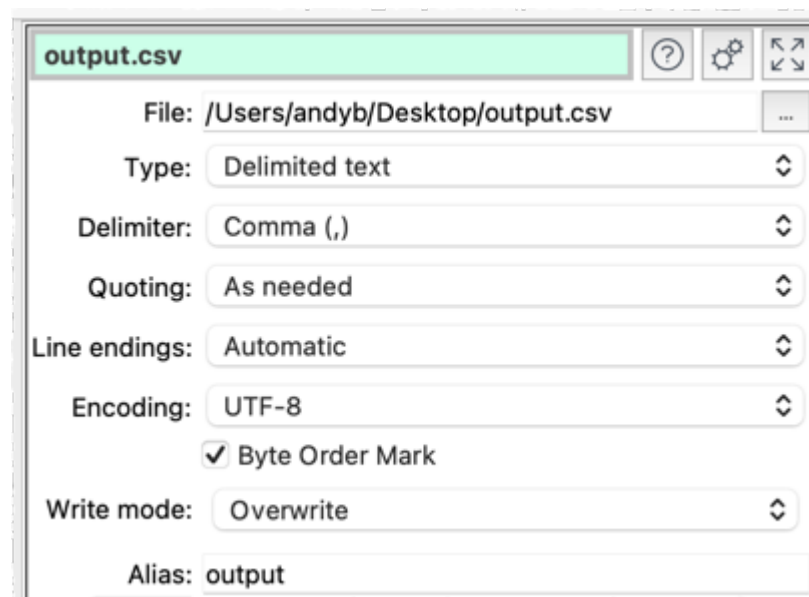 output.csv
File: /Users/andyb/Desktop/output.csv ...
Type: Delimited text
Delimiter: Comma (,)
Quoting: As needed
Line endings: Automatic
Encoding: UTF-8
Byte Order Mark
Write mode: Overwrite
Alias: output